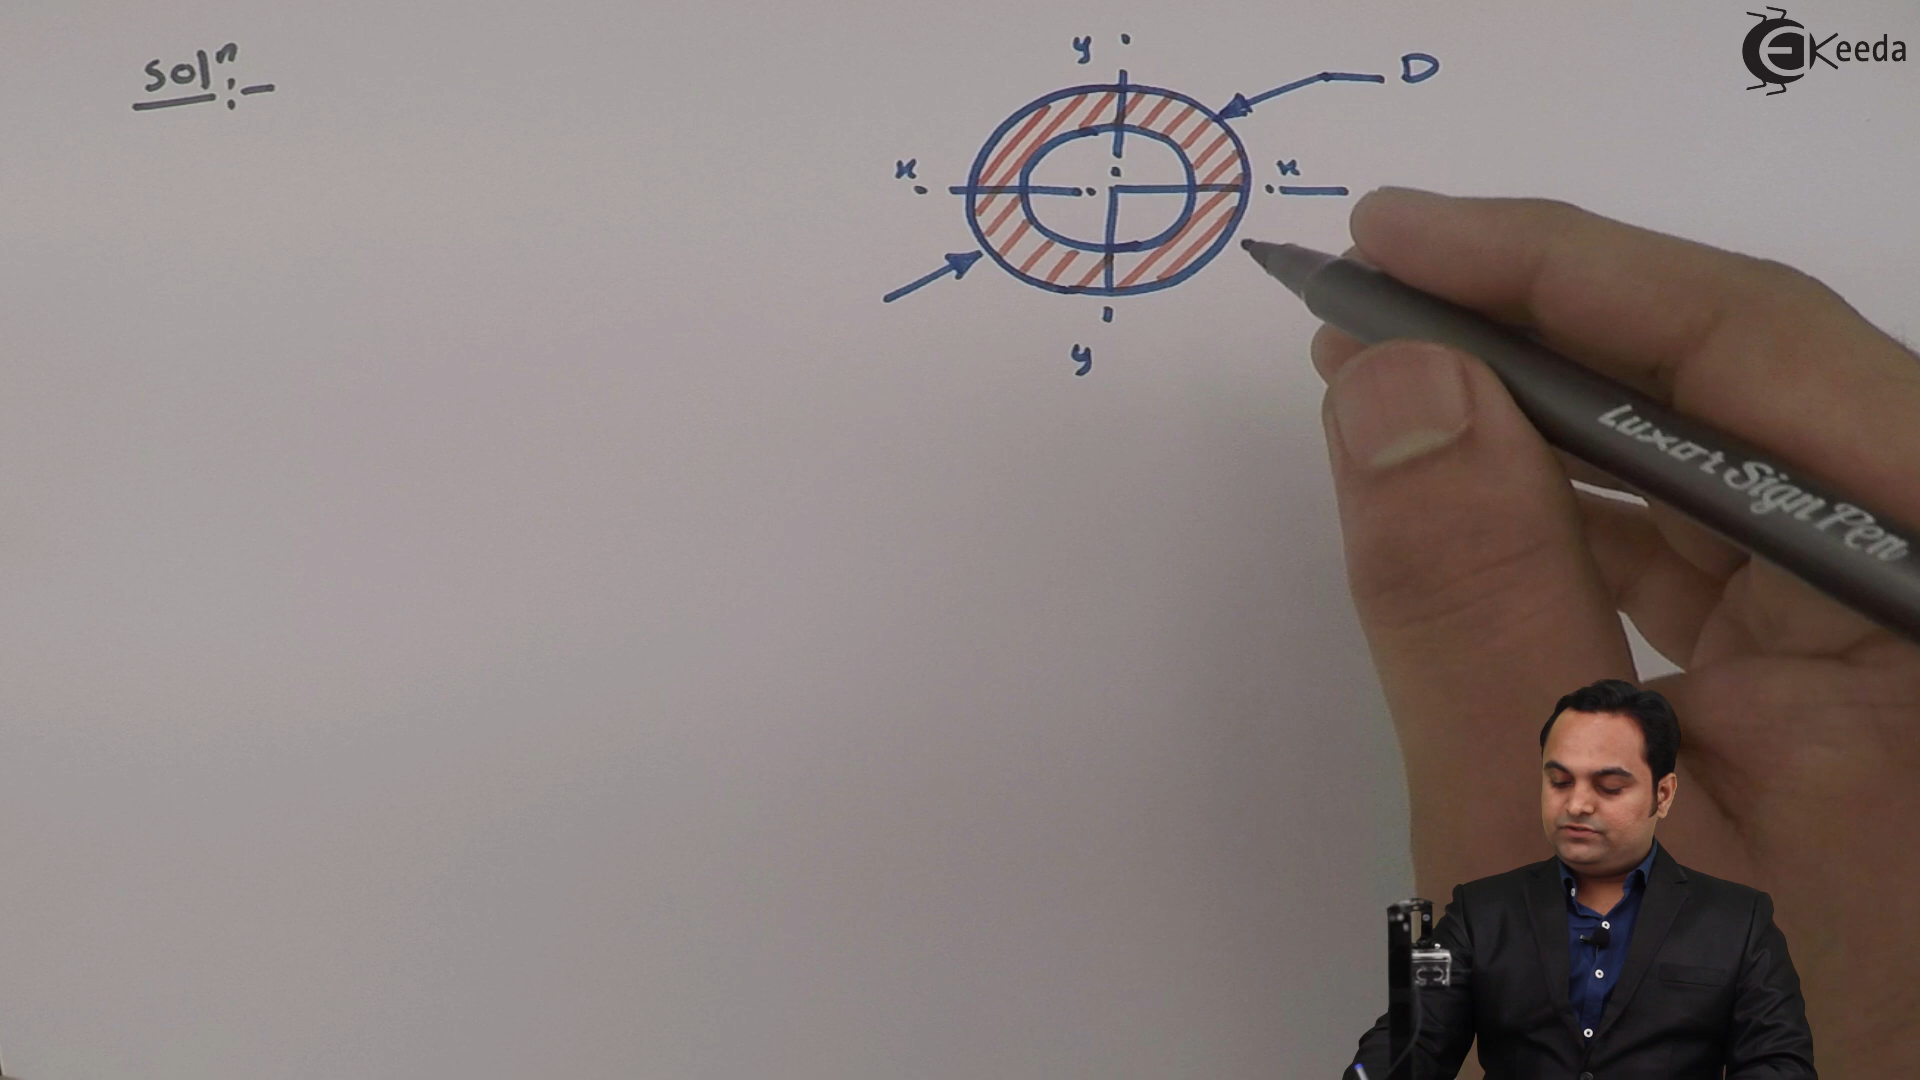 solⁿ:-
y
D
Keeda
x
x
y
Luxor Sign Pen